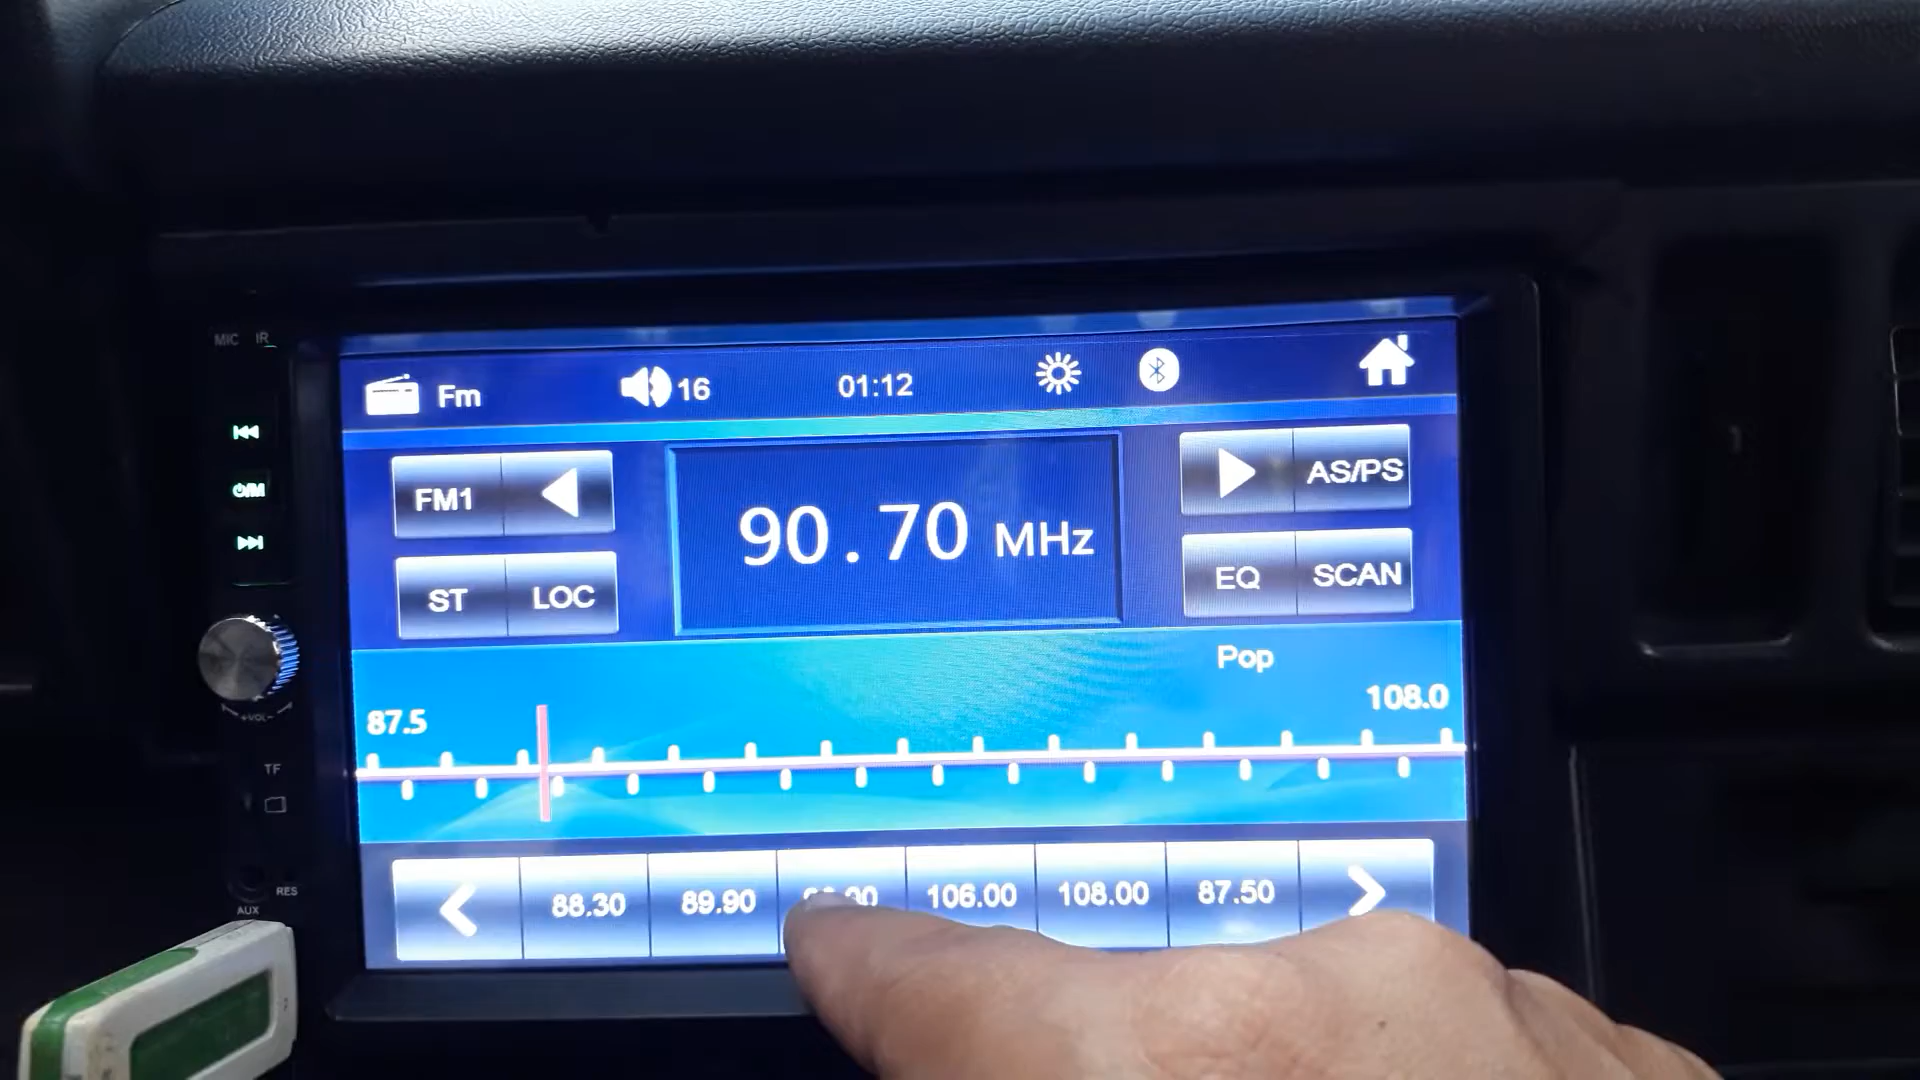 MIC IR
Fm 16 01:12
FM1 90.70 MHz AS/PS
ST LOC EQ SCAN
Pop
87.5 108.0
+VOL-
TF
88.30 89.90 106.00 108.00 87.50
RES
AUX